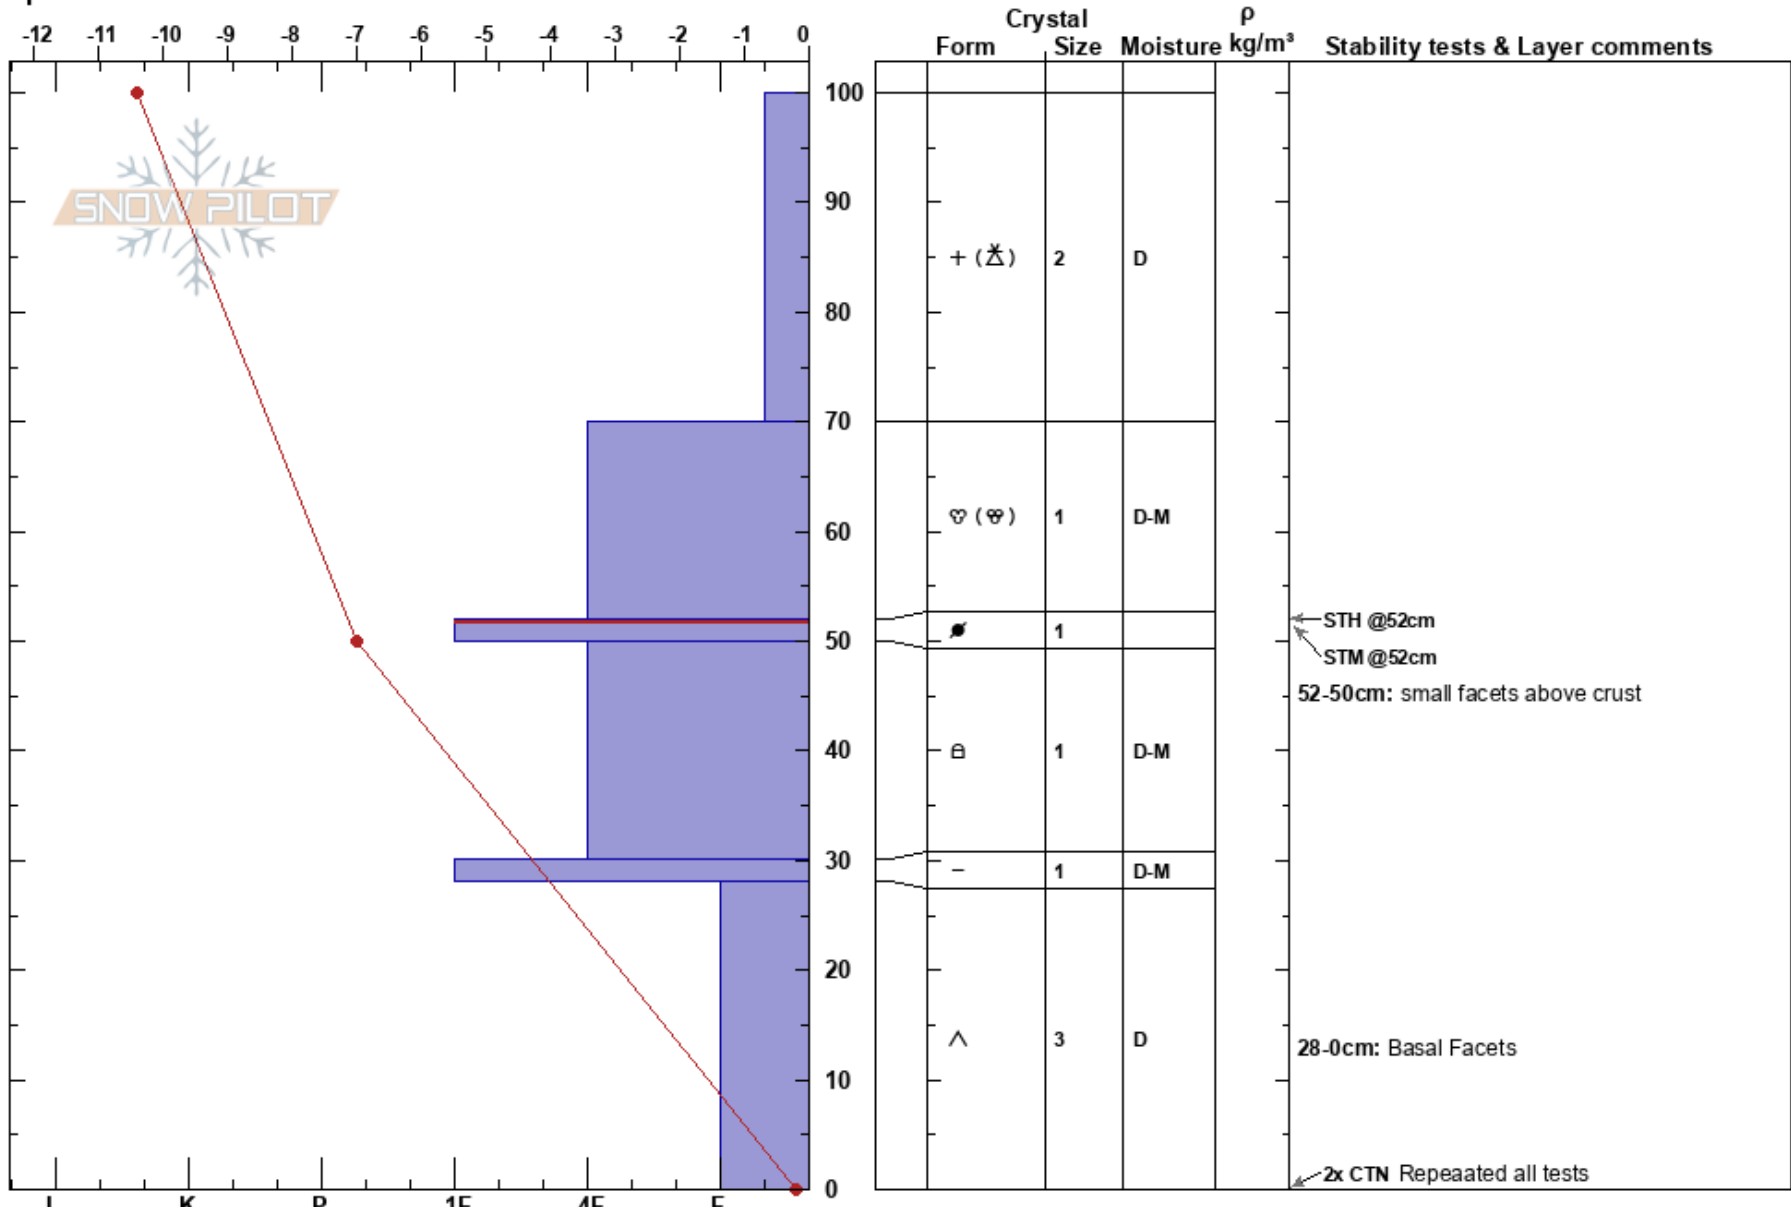 Crystal ρ
-12 -11 -10 -9 -8 -7 -6 -5 -4 -3 -2 -1 0 Form Size Moisture kg/m³ Stability tests & Layer comments
100
90
SNOW PILOT
+ ( ) 2 D
80
70
( ) 1 D-M
60
STH @52cm
1
50
STM @52cm
52-50cm: small facets above crust
40 1 D-M
30
– 1 D-M
20
∧ 3 D
28-0cm: Basal Facets
10
2x CTN Repeaated all tests
0
I K P 1F 4F F